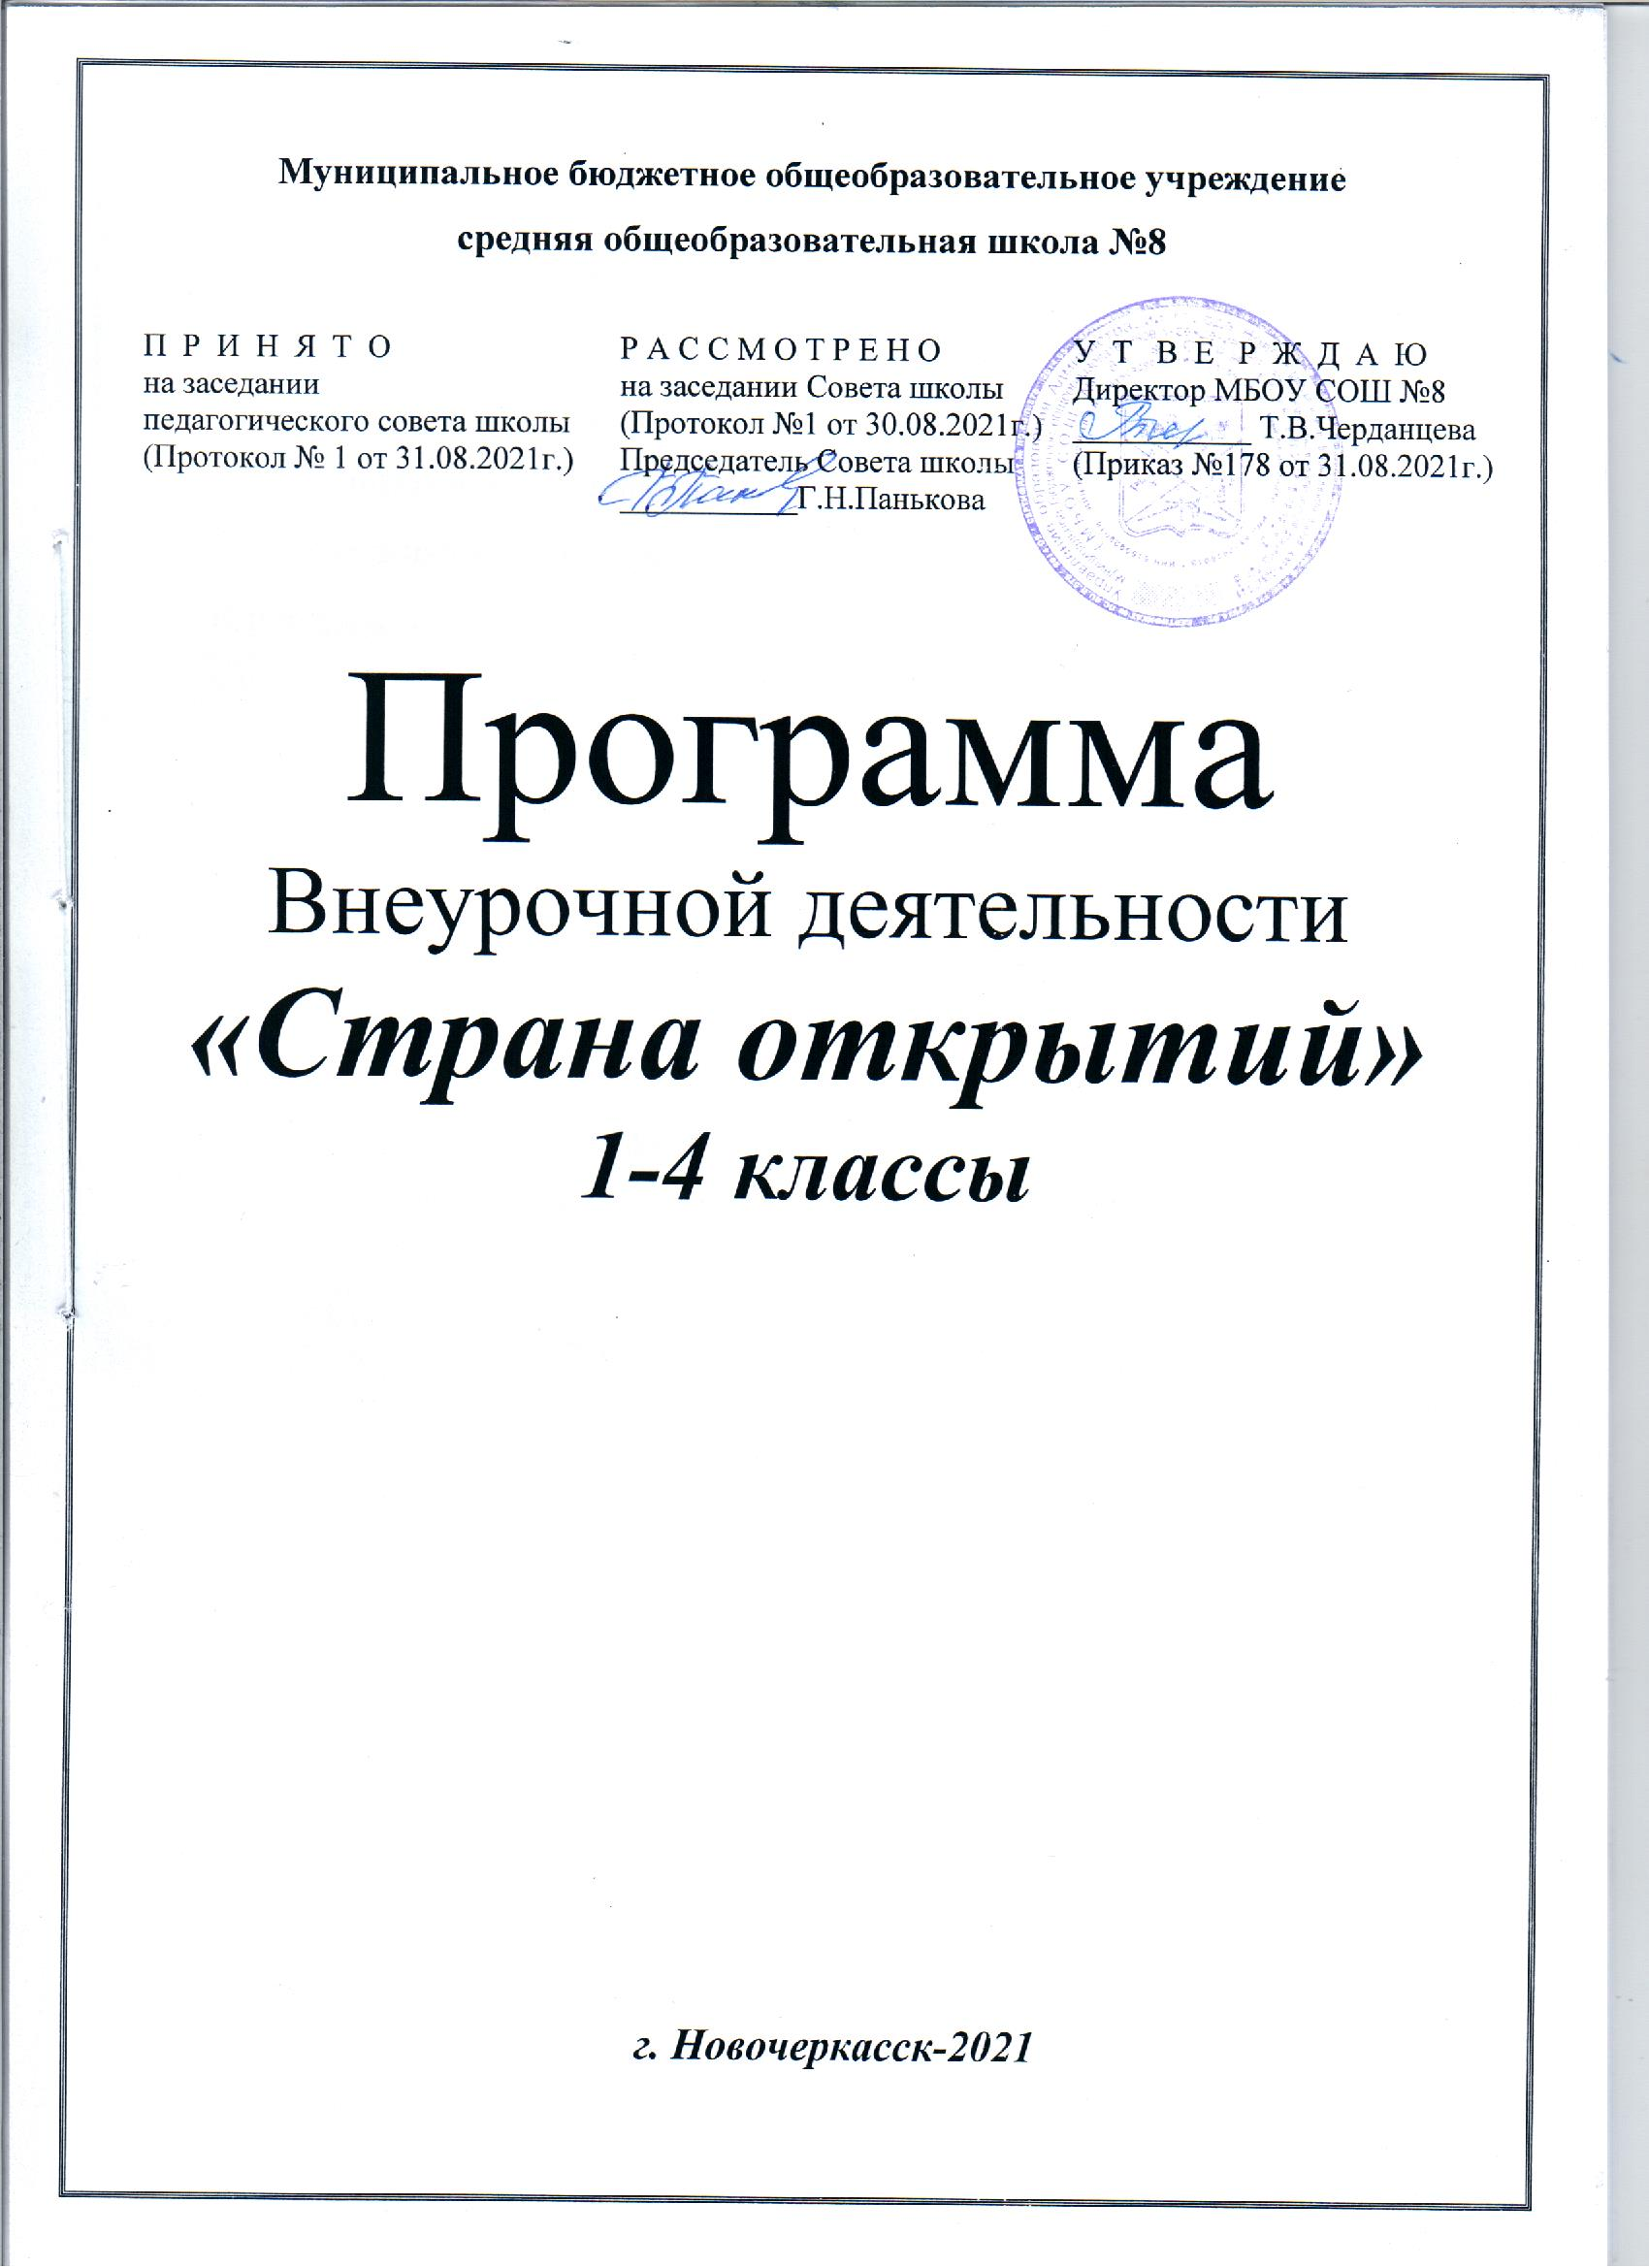 Муниципальное бюджетное общеобразовательное учреждение
средняя общеобразовательная школа №8
П Р И Н Я Т О
на заседании
педагогического совета школы
(Протокол № 1 от 31.08.2021г.)
Р А С С М О Т Р Е Н О
на заседании Совета школы
(Протокол №1 от 30.08.2021г.)
Председатель Совета школы
____________Г.Н.Панькова
У Т В Е Р Ж Д А Ю
Директор МБОУ СОШ №8
____________ Т.В.Черданцева
(Приказ №178 от 31.08.2021г.)
Программа
Внеурочной деятельности
«Страна открытий»
1-4 классы
г. Новочеркасск-2021